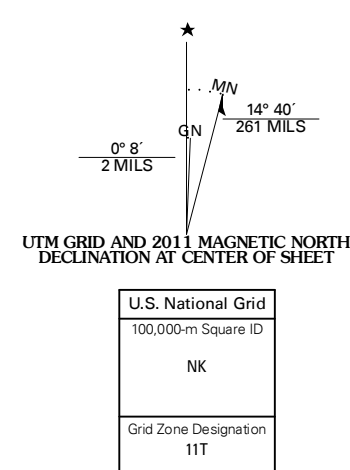 ★
MN
14° 40´
261 MILS
GN
0° 8´
2 MILS
UTM GRID AND 2011 MAGNETIC NORTH
DECLINATION AT CENTER OF SHEET
U.S. National Grid
100,000-m Square ID
NK
Grid Zone Designation
11T